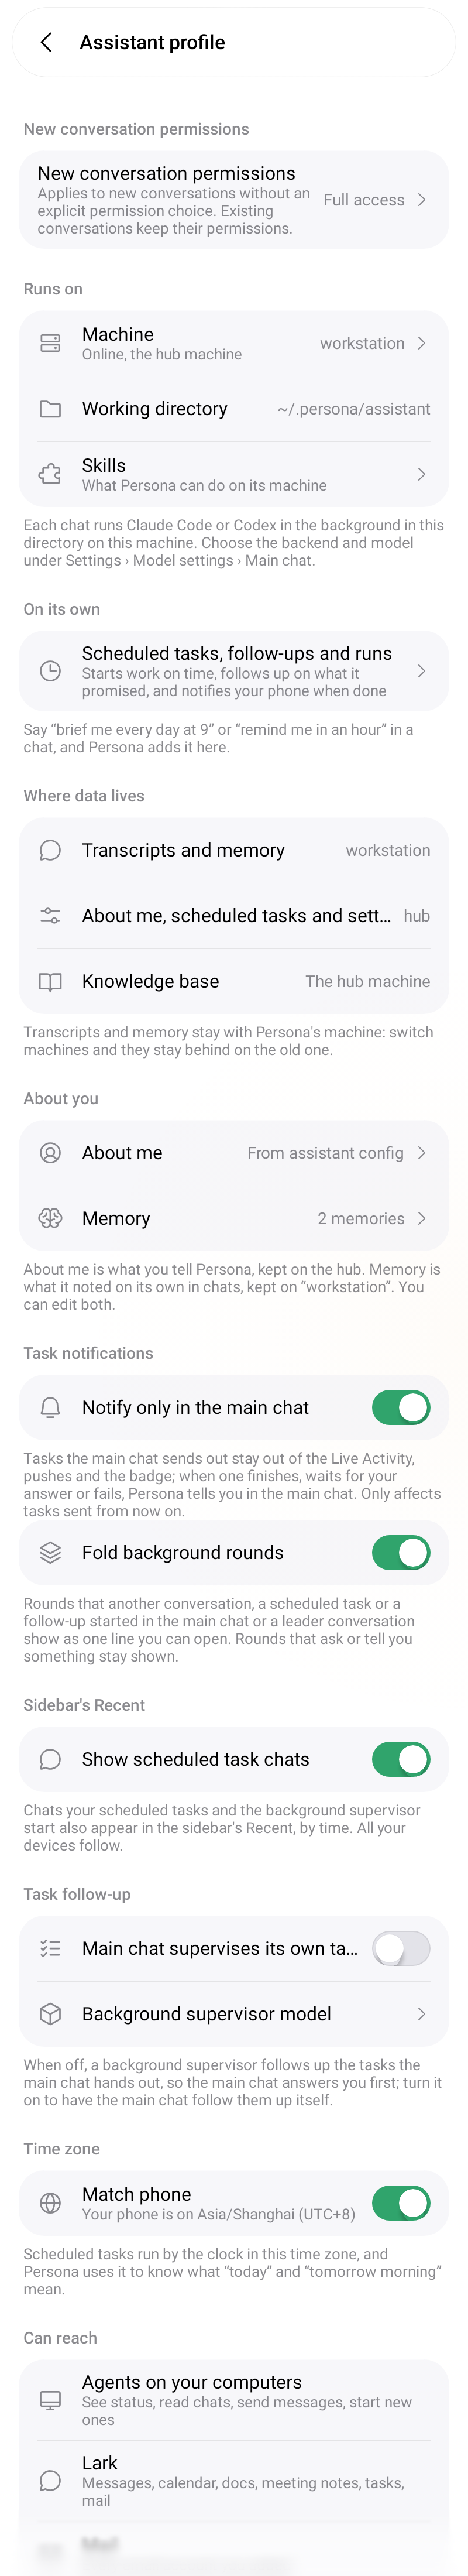 Assistant profile
New conversation permissions
New conversation permissions
Applies to new conversations without an
explicit permission choice. Existing
conversations keep their permissions.
Full access
Runs on
Machine
Online, the hub machine
workstation
Working directory
~/.persona/assistant
Skills
What Persona can do on its machine
Each chat runs Claude Code or Codex in the background in this
directory on this machine. Choose the backend and model
under Settings › Model settings › Main chat.
On its own
Scheduled tasks, follow-ups and runs
Starts work on time, follows up on what it
promised, and notifies your phone when done
Say “brief me every day at 9” or “remind me in an hour” in a
chat, and Persona adds it here.
Where data lives
Transcripts and memory
workstation
About me, scheduled tasks and sett...
hub
Knowledge base
The hub machine
Transcripts and memory stay with Persona's machine: switch
machines and they stay behind on the old one.
About you
About me
From assistant config
Memory
2 memories
About me is what you tell Persona, kept on the hub. Memory is
what it noted on its own in chats, kept on “workstation”. You
can edit both.
Task notifications
Notify only in the main chat
Tasks the main chat sends out stay out of the Live Activity,
pushes and the badge; when one finishes, waits for your
answer or fails, Persona tells you in the main chat. Only affects
tasks sent from now on.
Fold background rounds
Rounds that another conversation, a scheduled task or a
follow-up started in the main chat or a leader conversation
show as one line you can open. Rounds that ask or tell you
something stay shown.
Sidebar's Recent
Show scheduled task chats
Chats your scheduled tasks and the background supervisor
start also appear in the sidebar's Recent, by time. All your
devices follow.
Task follow-up
Main chat supervises its own ta...
Background supervisor model
When off, a background supervisor follows up the tasks the
main chat hands out, so the main chat answers you first; turn it
on to have the main chat follow them up itself.
Time zone
Match phone
Your phone is on Asia/Shanghai (UTC+8)
Scheduled tasks run by the clock in this time zone, and
Persona uses it to know what “today” and “tomorrow morning”
mean.
Can reach
Agents on your computers
See status, read chats, send messages, start new
ones
Lark
Messages, calendar, docs, meeting notes, tasks,
mail
Mail